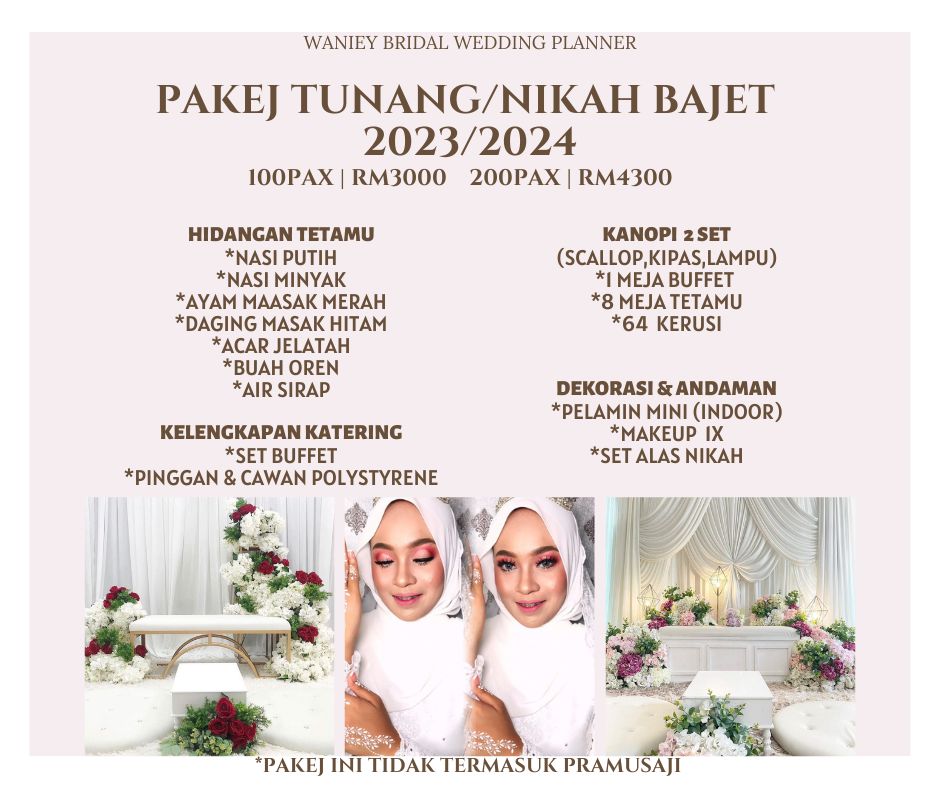 WANIEY BRIDAL WEDDING PLANNER
PAKEJ TUNANG/NIKAH BAJET
2023/2024
100PAX | RM3000 200PAX | RM4300
HIDANGAN TETAMU
*NASI PUTIH
*NASI MINYAK
*AYAM MAASAK MERAH
*DAGING MASAK HITAM
*ACAR JELATAH
*BUAH OREN
*AIR SIRAP
KELENGKAPAN KATERING
*SET BUFFET
*PINGGAN & CAWAN POLYSTYRENE
KANOPI 2 SET
(SCALLOP,KIPAS,LAMPU)
*1 MEJA BUFFET
*8 MEJA TETAMU
*64 KERUSI
DEKORASI & ANDAMAN
*PELAMIN MINI (INDOOR)
*MAKEUP 1X
*SET ALAS NIKAH
*PAKEJ INI TIDAK TERMASUK PRAMUSAJI